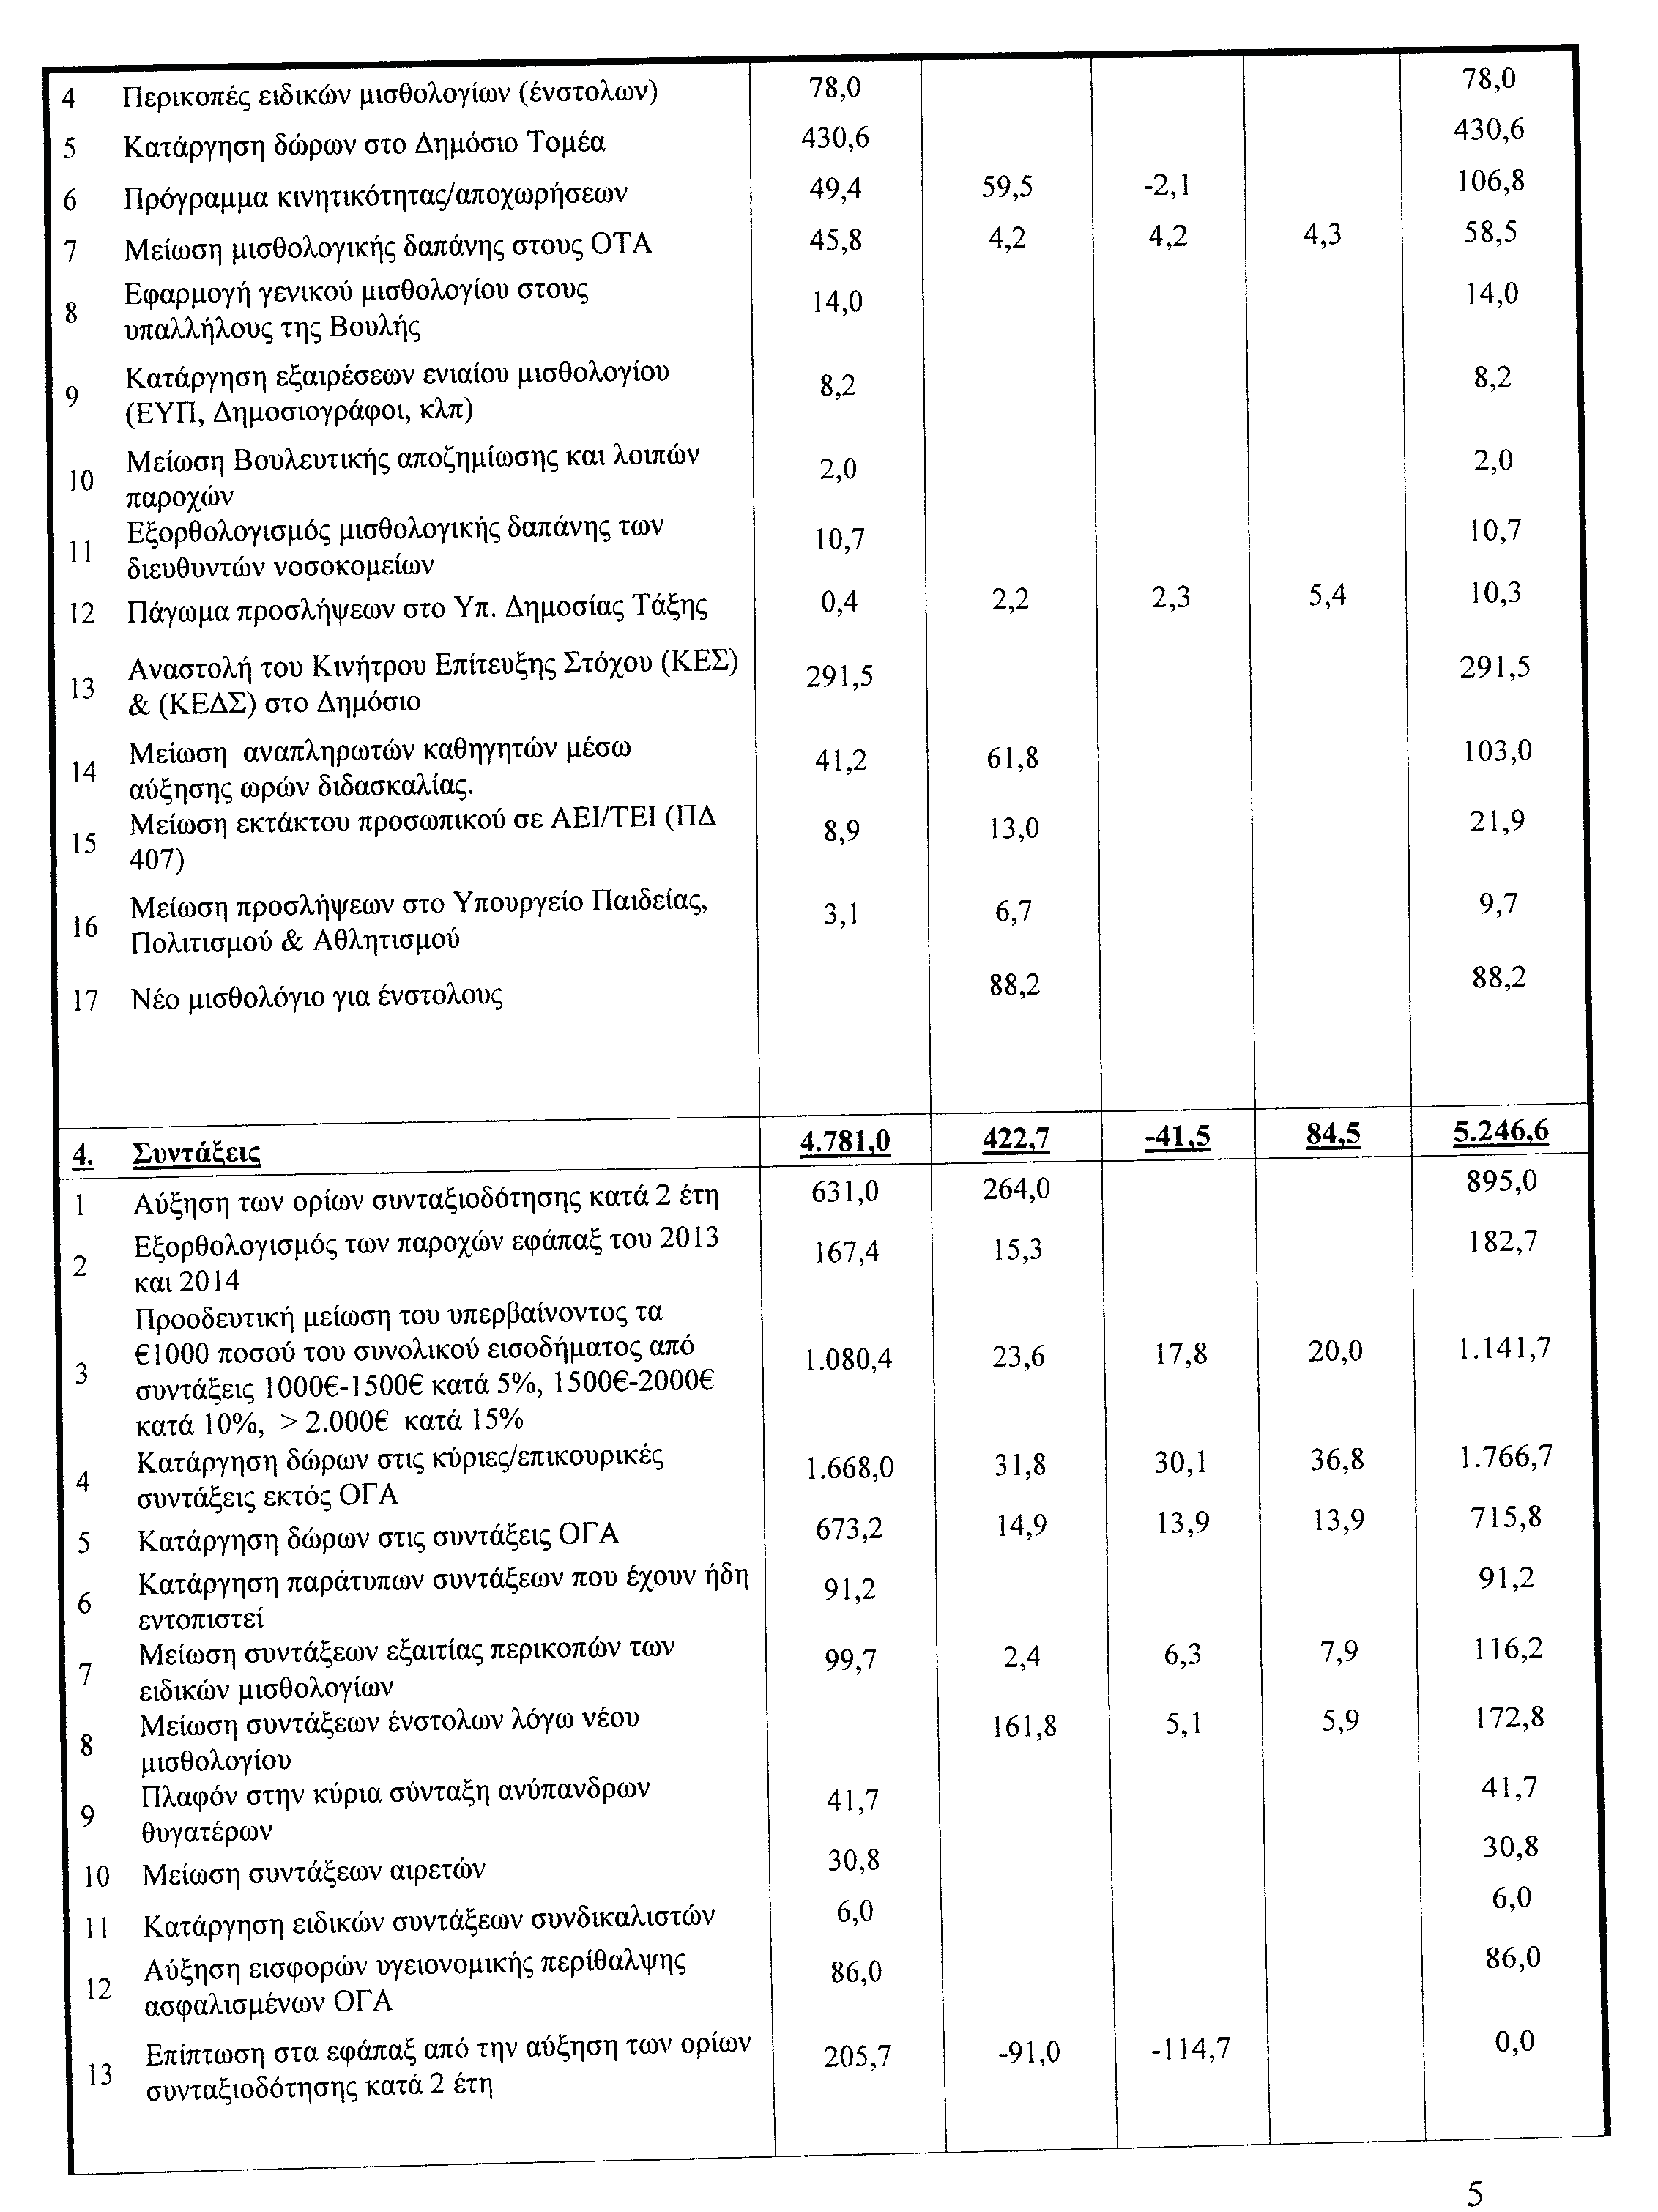 4 Περικοπές ειδικών μισθολογίων (ένστολων) 78,0 78,0
5 Κατάργηση δώρων στο Δημόσιο Τομέα 430,6 430,6
6 Πρόγραμμα κινητικότητας/αποχωρήσεων 49,4 59,5 -2,1 106,8
7 Μείωση μισθολογικής δαπάνης στους ΟΤΑ 45,8 4,2 4,2 4,3 58,5
Εφαρμογή γενικού μισθολογίου στους
8 υπαλλήλους της Βουλής 14,0 14,0
Κατάργηση εξαιρέσεων ενιαίου μισθολογίου
9 (ΕΥΠ, Δημοσιογράφοι, κλπ) 8,2 8,2
Μείωση Βουλευτικής αποζημίωσης και λοιπών
10 παροχών 2,0 2,0
Εξορθολογισμός μισθολογικής δαπάνης των
11 διευθυντών νοσοκομείων 10,7 10,7
12 Πάγωμα προσλήψεων στο Υπ. Δημοσίας Τάξης 0,4 2,2 2,3 5,4 10,3
Αναστολή του Κινήτρου Επίτευξης Στόχου (ΚΕΣ)
13 & (ΚΕΔΣ) στο Δημόσιο 291,5 291,5
Μείωση αναπληρωτών καθηγητών μέσω
14 αύξησης ωρών διδασκαλίας. 41,2 61,8 103,0
Μείωση εκτάκτου προσωπικού σε ΑΕΙ/ΤΕΙ (ΠΔ
15 407) 8,9 13,0 21,9
Μείωση προσλήψεων στο Υπουργείο Παιδείας,
16 Πολιτισμού & Αθλητισμού 3,1 6,7 9,7
17 Νέο μισθολόγιο για ένστολους 88,2 88,2
4. Συντάξεις 4.781,0 422,7 -41,5 84,5 5.246,6
1 Αύξηση των ορίων συνταξιοδότησης κατά 2 έτη 631,0 264,0 895,0
Εξορθολογισμός των παροχών εφάπαξ του 2013
2 και 2014 167,4 15,3 182,7
Προοδευτική μείωση του υπερβαίνοντος τα
€1000 ποσού του συνολικού εισοδήματος από
3 συντάξεις 1000€-1500€ κατά 5%, 1500€-2000€ 1.080,4 23,6 17,8 20,0 1.141,7
κατά 10%, > 2.000€ κατά 15%
Κατάργηση δώρων στις κύριες/επικουρικές
4 συντάξεις εκτός ΟΓΑ 1.668,0 31,8 30,1 36,8 1.766,7
5 Κατάργηση δώρων στις συντάξεις ΟΓΑ 673,2 14,9 13,9 13,9 715,8
Κατάργηση παράτυπων συντάξεων που έχουν ήδη
6 εντοπιστεί 91,2 91,2
Μείωση συντάξεων εξαιτίας περικοπών των
7 ειδικών μισθολογίων 99,7 2,4 6,3 7,9 116,2
Μείωση συντάξεων ένστολων λόγω νέου
8 μισθολογίου 161,8 5,1 5,9 172,8
Πλαφόν στην κύρια σύνταξη ανύπανδρων
9 θυγατέρων 41,7 41,7
10 Μείωση συντάξεων αιρετών 30,8 30,8
11 Κατάργηση ειδικών συντάξεων συνδικαλιστών 6,0 6,0
Αύξηση εισφορών υγειονομικής περίθαλψης
12 ασφαλισμένων ΟΓΑ 86,0 86,0
Επίπτωση στα εφάπαξ από την αύξηση των ορίων
13 συνταξιοδότησης κατά 2 έτη 205,7 -91,0 -114,7 0,0
5